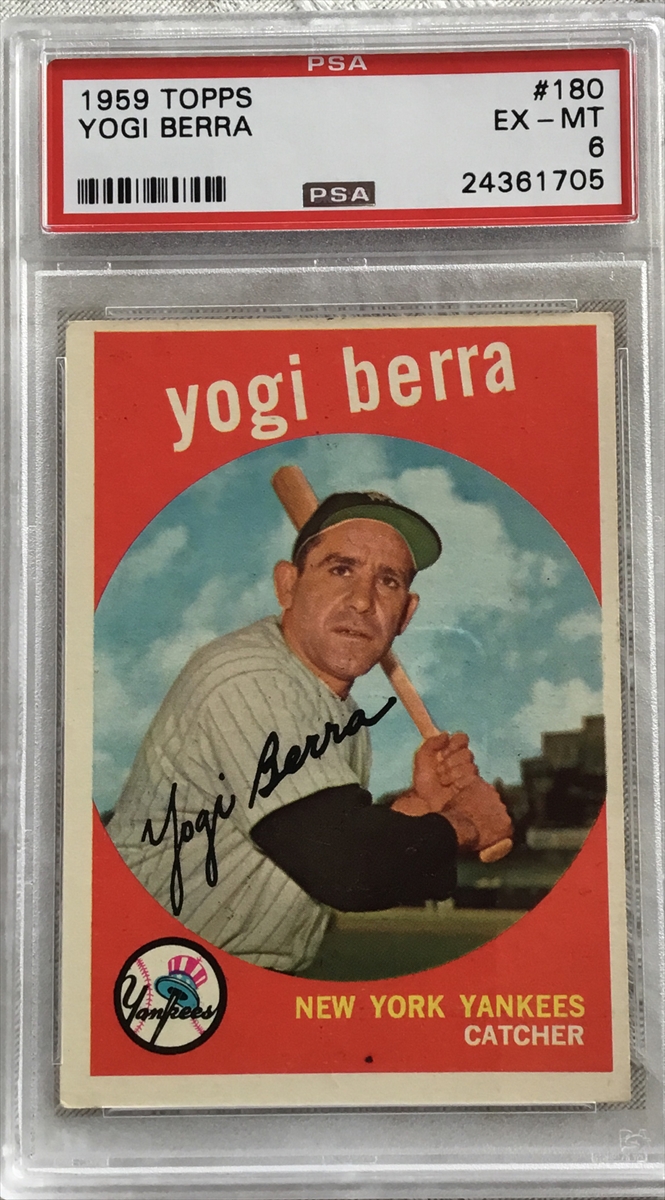 PSA
1959 TOPPS #180
YOGI BERRA EX-MT
6
PSA 24361705
yogi berra
Yogi Berra
Yankees
NEW YORK YANKEES
CATCHER